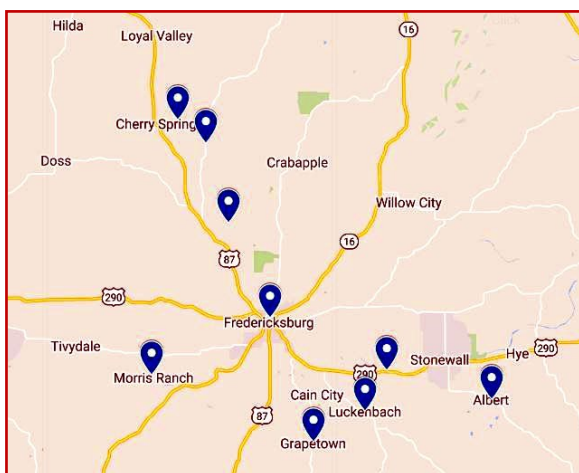 Hilda
Loyal Valley
16
Cherry Spring
Doss
Crabapple
Willow City
16
87
290
Fredericksburg
Tivydale
Morris Ranch
Stonewall
Hye
290
290
Cain City
Luckenbach
Albert
87
Grapetown